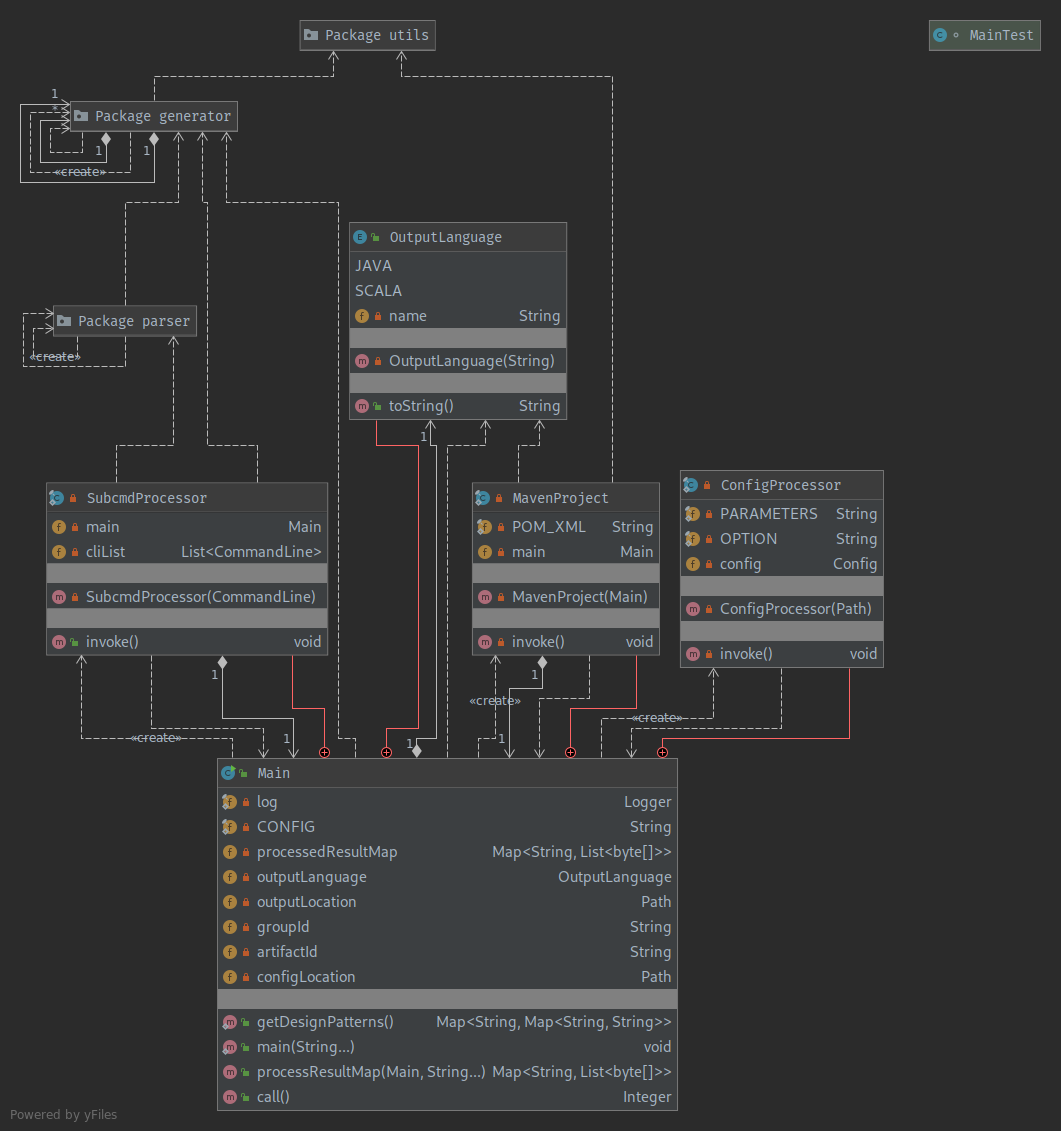 Package utils
MainTest
1
*
Package generator
1
1
«create»
OutputLanguage
JAVA
SCALA
name String
OutputLanguage(String)
toString() String
Package parser
«create»
1
SubcmdProcessor
main Main
cliList List<CommandLine>
SubcmdProcessor(CommandLine)
invoke() void
MavenProject
POM_XML String
main Main
MavenProject(Main)
invoke() void
ConfigProcessor
PARAMETERS String
OPTION String
config Config
ConfigProcessor(Path)
invoke() void
1
1
«create»
«create»
«create»
1
1
1
Main
log Logger
CONFIG String
processedResultMap Map<String, List<byte[]>>
outputLanguage OutputLanguage
outputLocation Path
groupId String
artifactId String
configLocation Path
getDesignPatterns() Map<String, Map<String, String>>
main(String...) void
processResultMap(Main, String...) Map<String, List<byte[]>>
call() Integer
Powered by yFiles